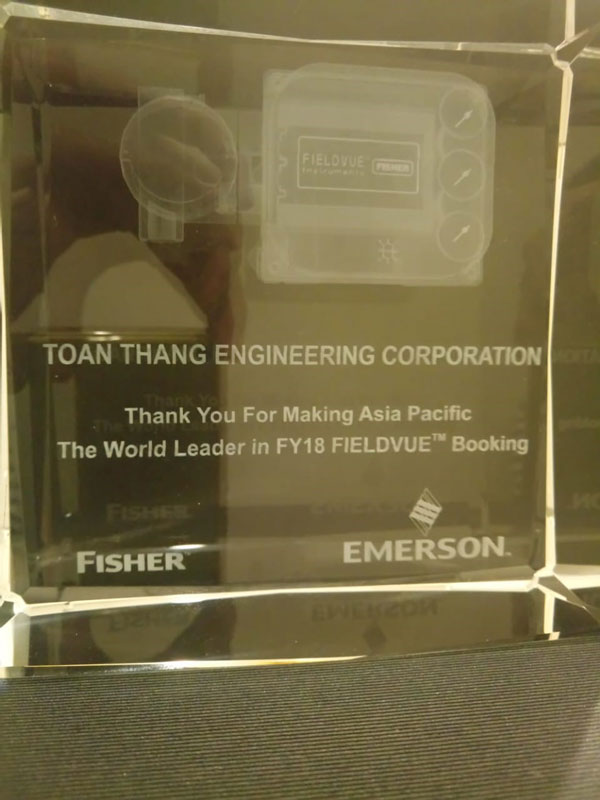 FIELDVUE
Instruments
FISHER
TOAN THANG ENGINEERING CORPORATION
Thank You For Making Asia Pacific
The World Leader in FY18 FIELDVUE™ Booking
FISHER
EMERSON™